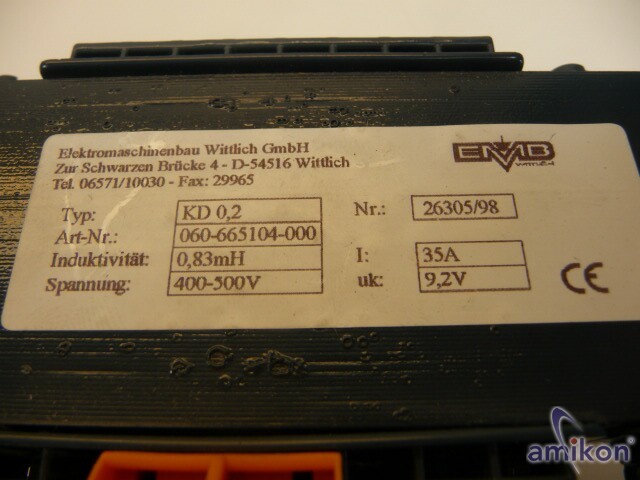 Elektromaschinenbau Wittlich GmbH
Zur Schwarzen Brücke 4 - D-54516 Wittlich
Tel. 06571/10030 - Fax: 29965
EMB
Wittlich
Typ: KD 0,2 Nr.: 26305/98
Art-Nr.: 060-665104-000
Induktivität: 0,83mH I: 35A
Spannung: 400-500V uk: 9,2V
CE
amikon